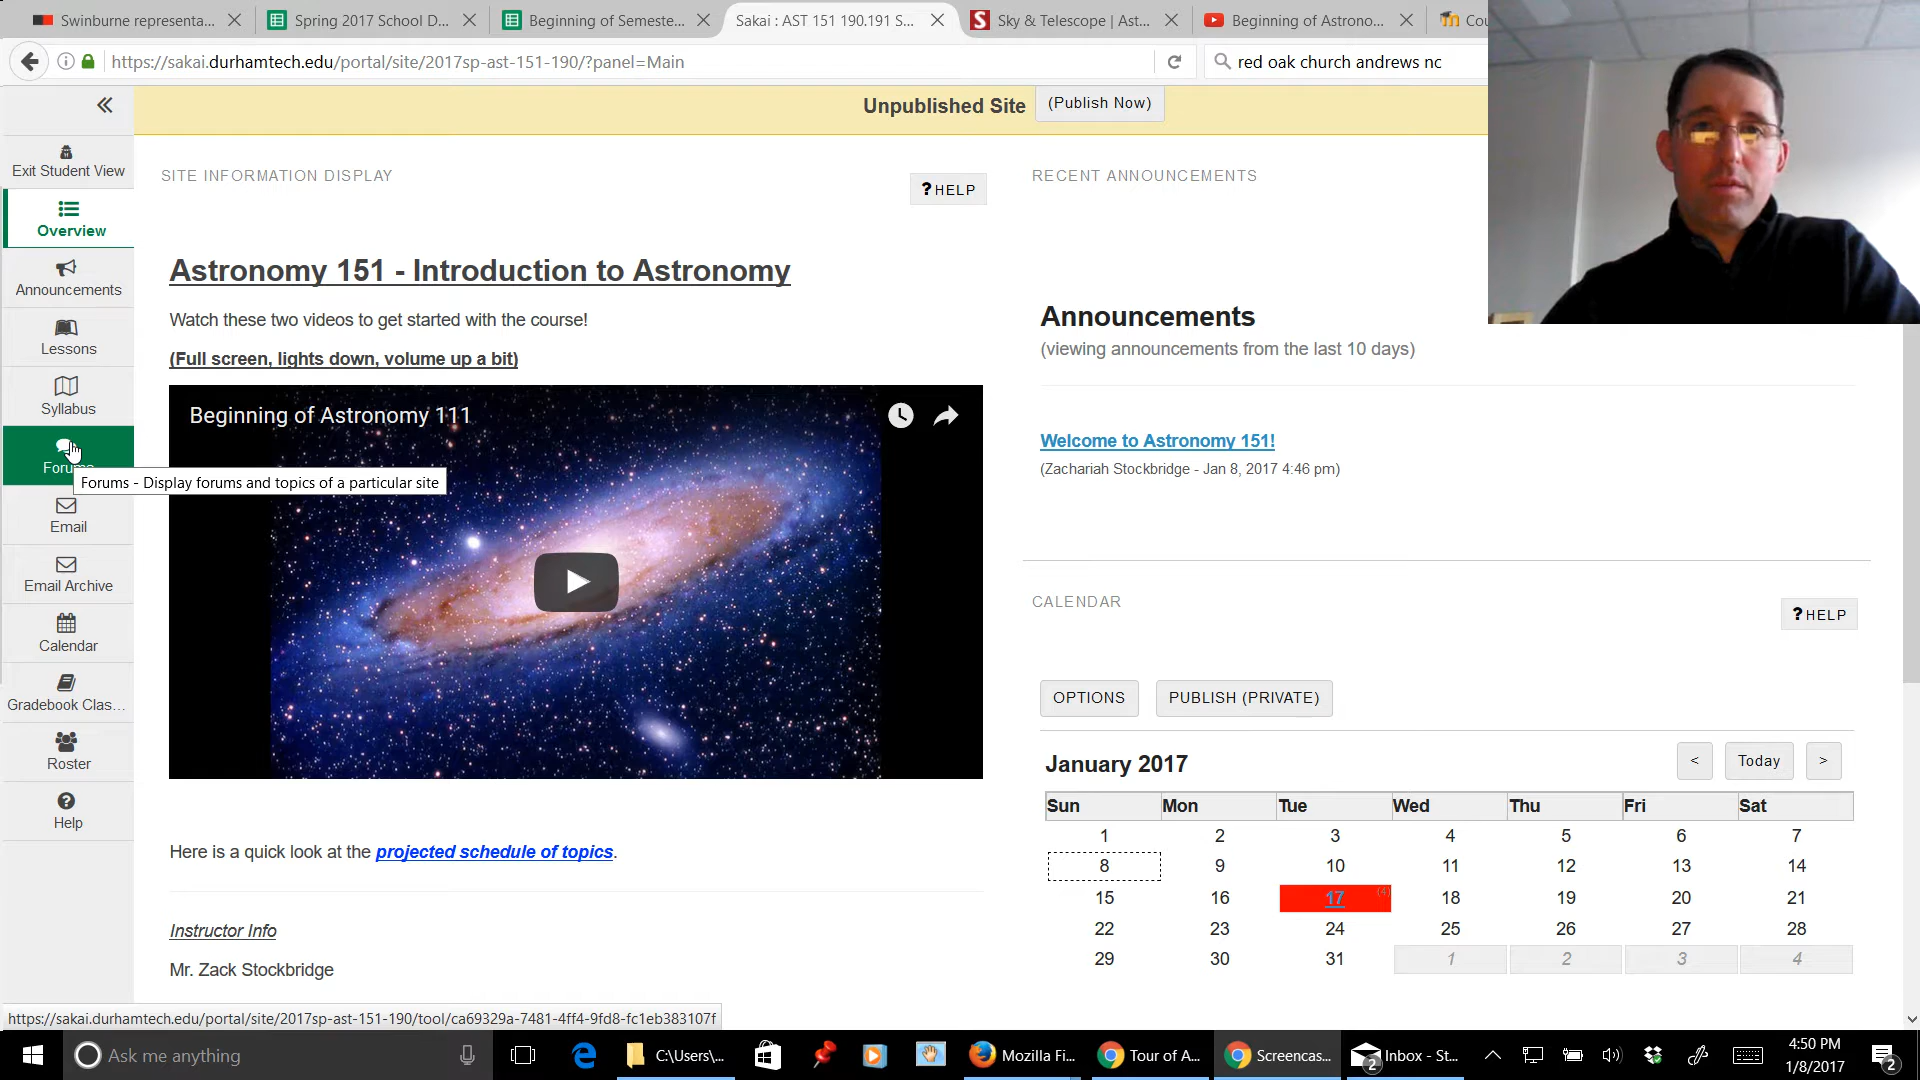 Swinburne representa...
Spring 2017 School D...
Beginning of Semeste...
Sakai : AST 151 190.191 S...
Sky & Telescope | Ast...
Beginning of Astrono...
Cou
https://sakai.durhamtech.edu/portal/site/2017sp-ast-151-190/?panel=Main
red oak church andrews nc
Unpublished Site
(Publish Now)
Exit Student View
Overview
Announcements
Lessons
Syllabus
Forums
Forums - Display forums and topics of a particular site
Email
Email Archive
Calendar
Gradebook Clas...
Roster
Help
SITE INFORMATION DISPLAY
? HELP
Astronomy 151 - Introduction to Astronomy
Watch these two videos to get started with the course!
(Full screen, lights down, volume up a bit)
Beginning of Astronomy 111
Here is a quick look at the projected schedule of topics.
Instructor Info
Mr. Zack Stockbridge
RECENT ANNOUNCEMENTS
Announcements
(viewing announcements from the last 10 days)
Welcome to Astronomy 151!
(Zachariah Stockbridge - Jan 8, 2017 4:46 pm)
CALENDAR
? HELP
OPTIONS
PUBLISH (PRIVATE)
January 2017
< Today >
Sun Mon Tue Wed Thu Fri Sat
1 2 3 4 5 6 7
8 9 10 11 12 13 14
15 16 17 (4) 18 19 20 21
22 23 24 25 26 27 28
29 30 31 1 2 3 4
https://sakai.durhamtech.edu/portal/site/2017sp-ast-151-190/tool/ca69329a-7481-4ff4-9fd8-fc1eb383107f
Ask me anything
C:\Users\...
Mozilla Fi...
Tour of A...
Screencas...
2
Inbox - St...
4:50 PM
1/8/2017
2